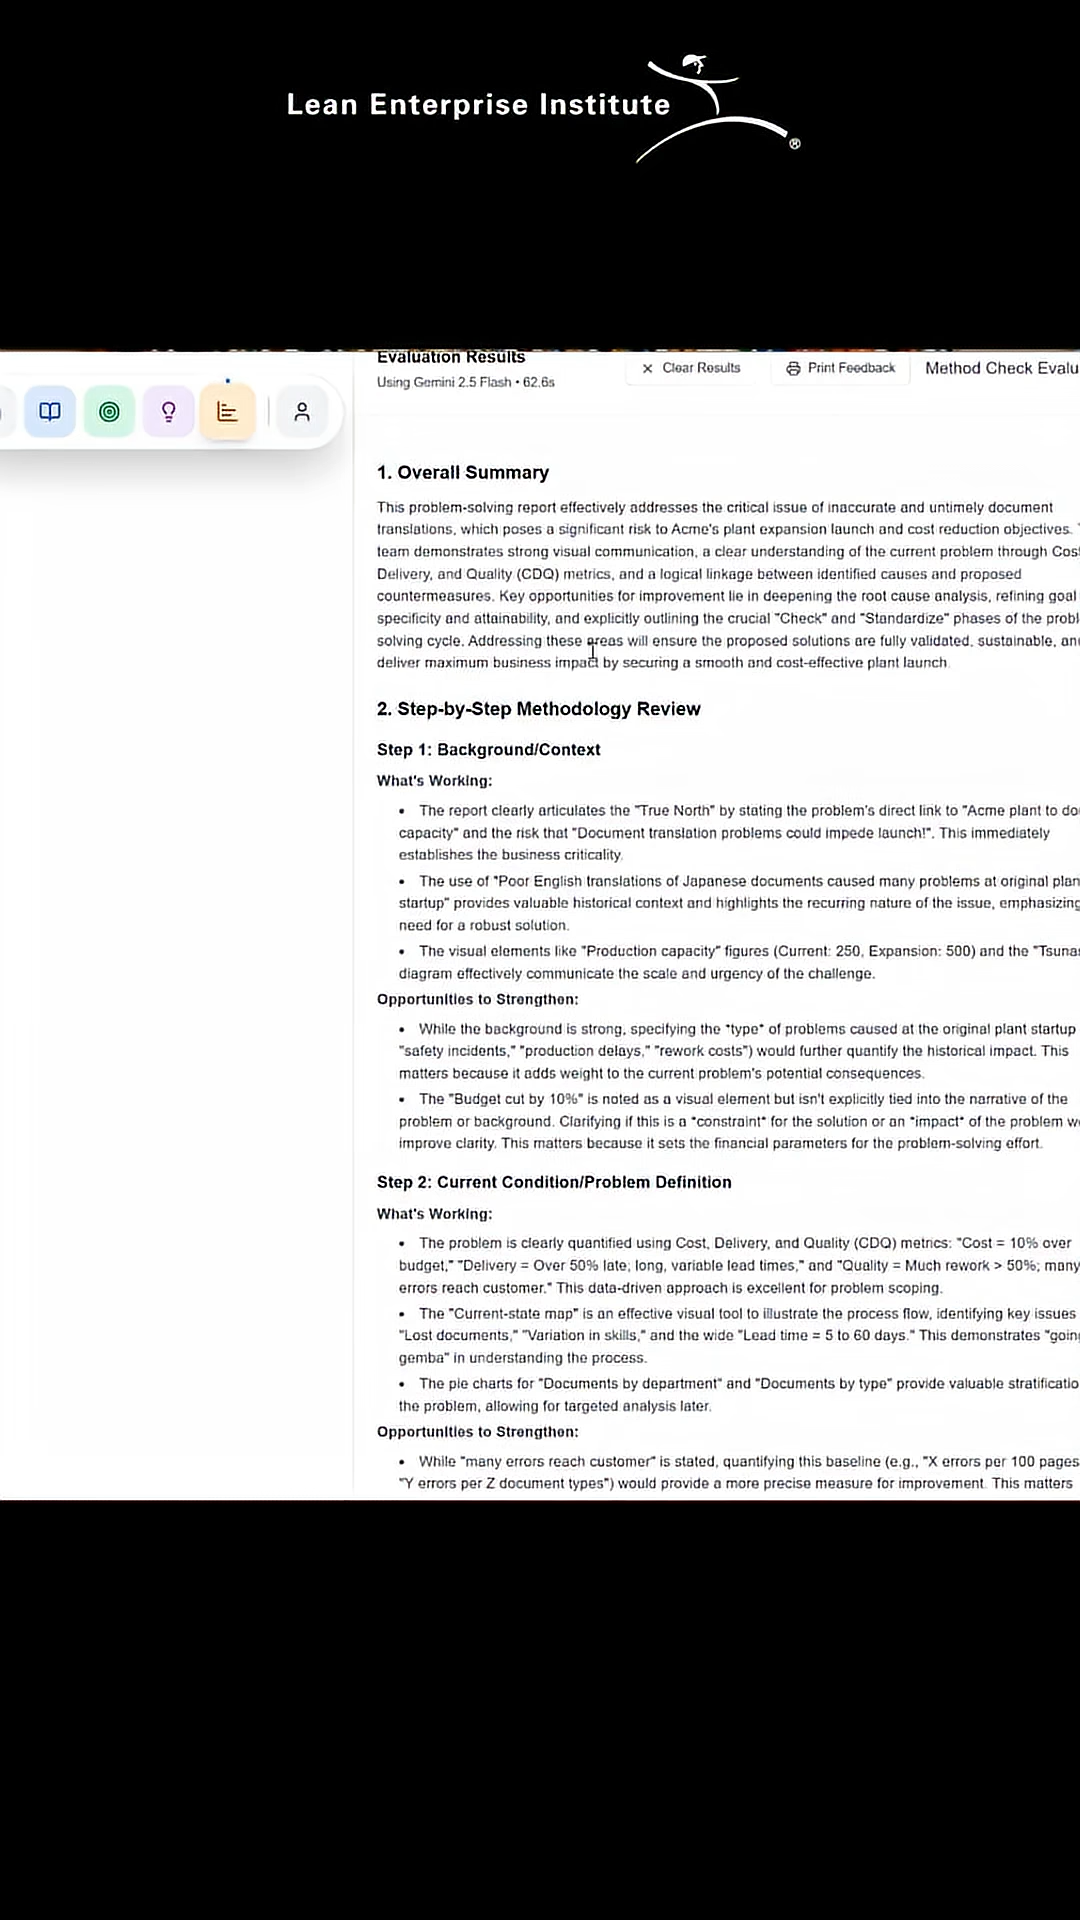 Lean Enterprise Institute
®
Evaluation Results
Using Gemini 2.5 Flash • 62.6s
Clear Results
Print Feedback
Method Check Evalu
1. Overall Summary
This problem-solving report effectively addresses the critical issue of inaccurate and untimely document
translations, which poses a significant risk to Acme's plant expansion launch and cost reduction objectives.
team demonstrates strong visual communication, a clear understanding of the current problem through Cos
Delivery, and Quality (CDQ) metrics, and a logical linkage between identified causes and proposed
countermeasures. Key opportunities for improvement lie in deepening the root cause analysis, refining goal
specificity and attainability, and explicitly outlining the crucial "Check" and "Standardize" phases of the probl
solving cycle. Addressing these areas will ensure the proposed solutions are fully validated, sustainable, an
deliver maximum business impact by securing a smooth and cost-effective plant launch.
2. Step-by-Step Methodology Review
Step 1: Background/Context
What's Working:
• The report clearly articulates the "True North" by stating the problem's direct link to "Acme plant to do
capacity" and the risk that "Document translation problems could impede launch!". This immediately
establishes the business criticality.
• The use of "Poor English translations of Japanese documents caused many problems at original plan
startup" provides valuable historical context and highlights the recurring nature of the issue, emphasizing
need for a robust solution.
• The visual elements like "Production capacity" figures (Current: 250, Expansion: 500) and the "Tsuna
diagram effectively communicate the scale and urgency of the challenge.
Opportunities to Strengthen:
• While the background is strong, specifying the *type* of problems caused at the original plant startup
"safety incidents," "production delays," "rework costs") would further quantify the historical impact. This
matters because it adds weight to the current problem's potential consequences.
• The "Budget cut by 10%" is noted as a visual element but isn't explicitly tied into the narrative of the
problem or background. Clarifying if this is a *constraint* for the solution or an *impact* of the problem w
improve clarity. This matters because it sets the financial parameters for the problem-solving effort.
Step 2: Current Condition/Problem Definition
What's Working:
• The problem is clearly quantified using Cost, Delivery, and Quality (CDQ) metrics: "Cost = 10% over
budget," "Delivery = Over 50% late; long, variable lead times," and "Quality = Much rework > 50%; many
errors reach customer." This data-driven approach is excellent for problem scoping.
• The "Current-state map" is an effective visual tool to illustrate the process flow, identifying key issues
"Lost documents," "Variation in skills," and the wide "Lead time = 5 to 60 days." This demonstrates "going
gemba" in understanding the process.
• The pie charts for "Documents by department" and "Documents by type" provide valuable stratificatio
the problem, allowing for targeted analysis later.
Opportunities to Strengthen:
• While "many errors reach customer" is stated, quantifying this baseline (e.g., "X errors per 100 pages
"Y errors per Z document types") would provide a more precise measure for improvement. This matters